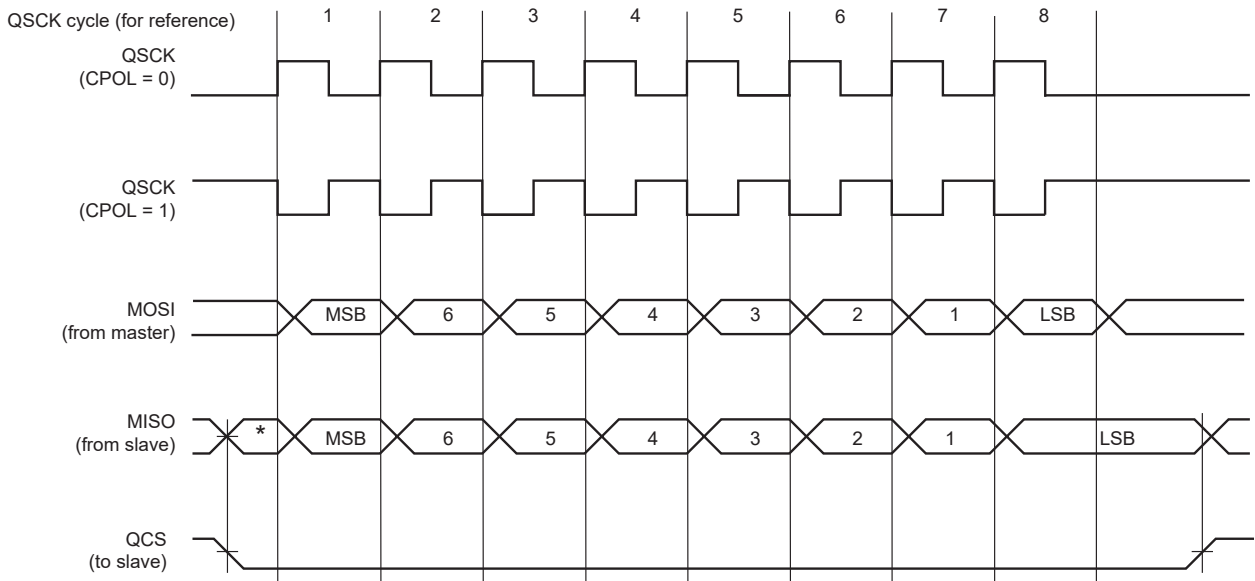 QSCK cycle (for reference) 1 2 3 4 5 6 7 8
QSCK
(CPOL = 0)
QSCK
(CPOL = 1)
MOSI
(from master)
MSB 6 5 4 3 2 1 LSB
MISO
(from slave)
* MSB 6 5 4 3 2 1 LSB
QCS
(to slave)